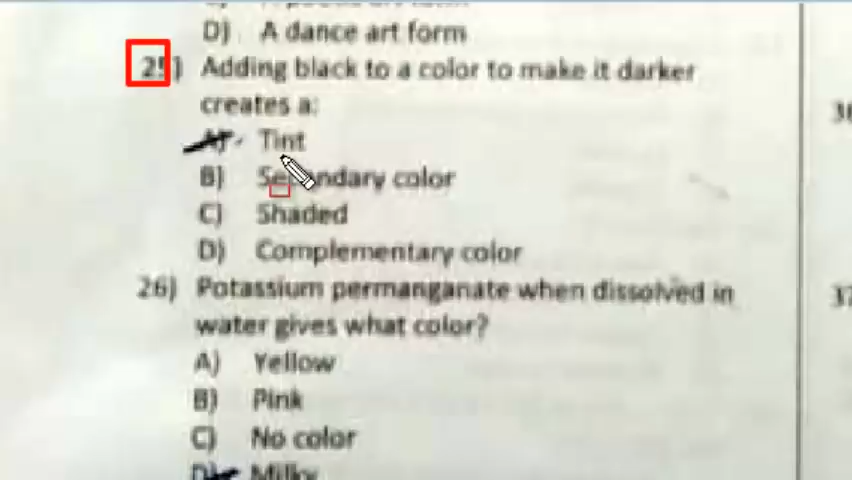 D) A dance art form
25) Adding black to a color to make it darker
creates a:
A) Tint
B) Secondary color
C) Shaded
D) Complementary color
26) Potassium permanganate when dissolved in
water gives what color?
A) Yellow
B) Pink
C) No color
D) Milky